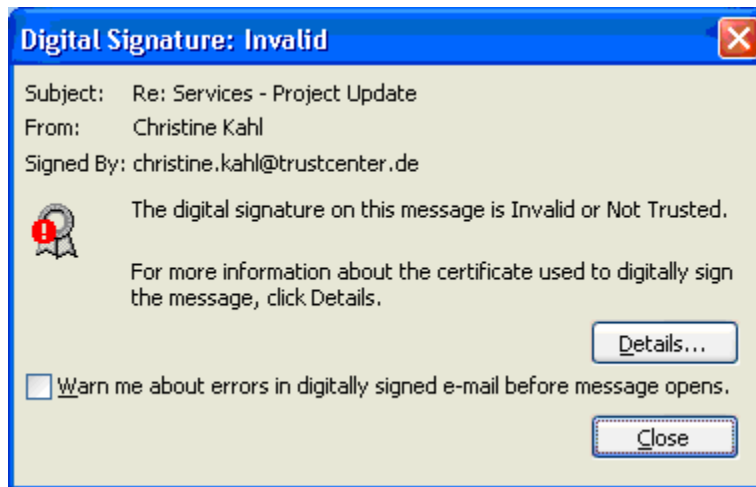 Digital Signature: Invalid
Subject: Re: Services - Project Update
From: Christine Kahl
Signed By: christine.kahl@trustcenter.de
The digital signature on this message is Invalid or Not Trusted.
For more information about the certificate used to digitally sign
the message, click Details.
Details...
Warn me about errors in digitally signed e-mail before message opens.
Close